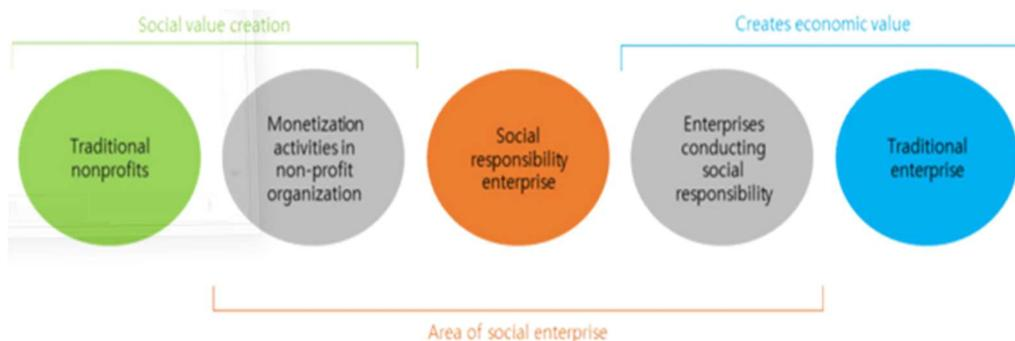 Social value creation
Creates economic value
Traditional
nonprofits
Monetization
activities in
non-profit
organization
Social
responsibility
enterprise
Enterprises
conducting
social
responsibility
Traditional
enterprise
Area of social enterprise